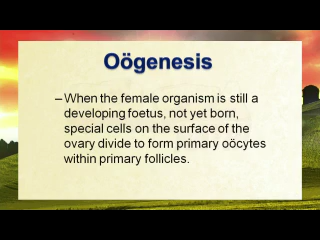 Oögenesis
– When the female organism is still a
developing foetus, not yet born,
special cells on the surface of the
ovary divide to form primary oöcytes
within primary follicles.